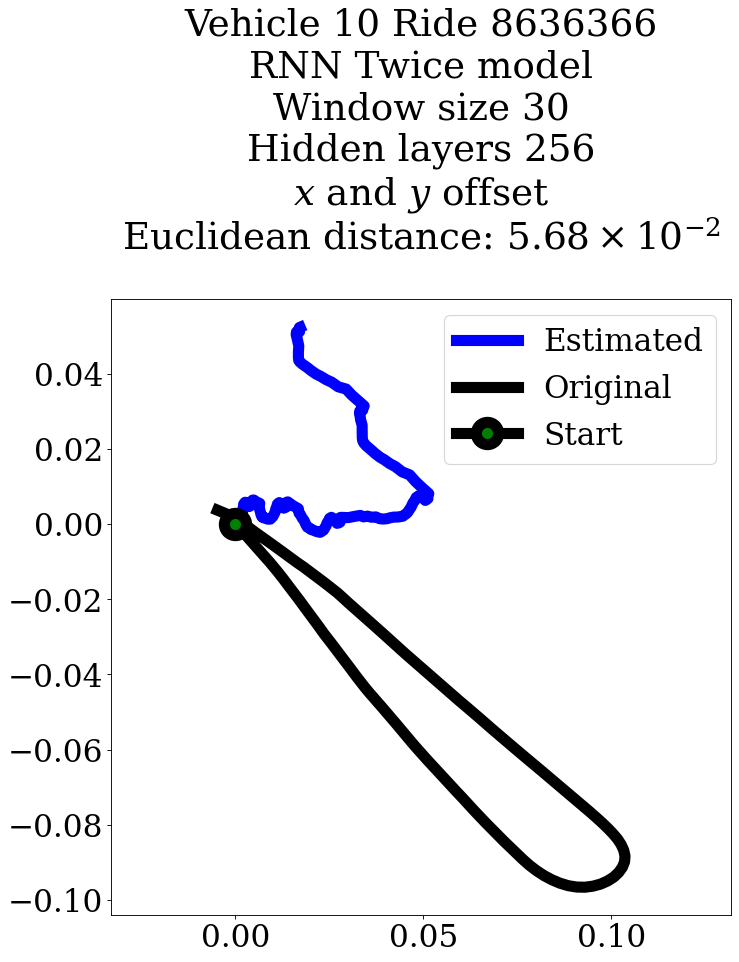 Vehicle 10 Ride 8636366
RNN Twice model
Window size 30
Hidden layers 256
x and y offset
Euclidean distance: 5.68 × 10⁻²
Estimated
Original
Start
0.04
0.02
0.00
−0.02
−0.04
−0.06
−0.08
−0.10
0.00 0.05 0.10